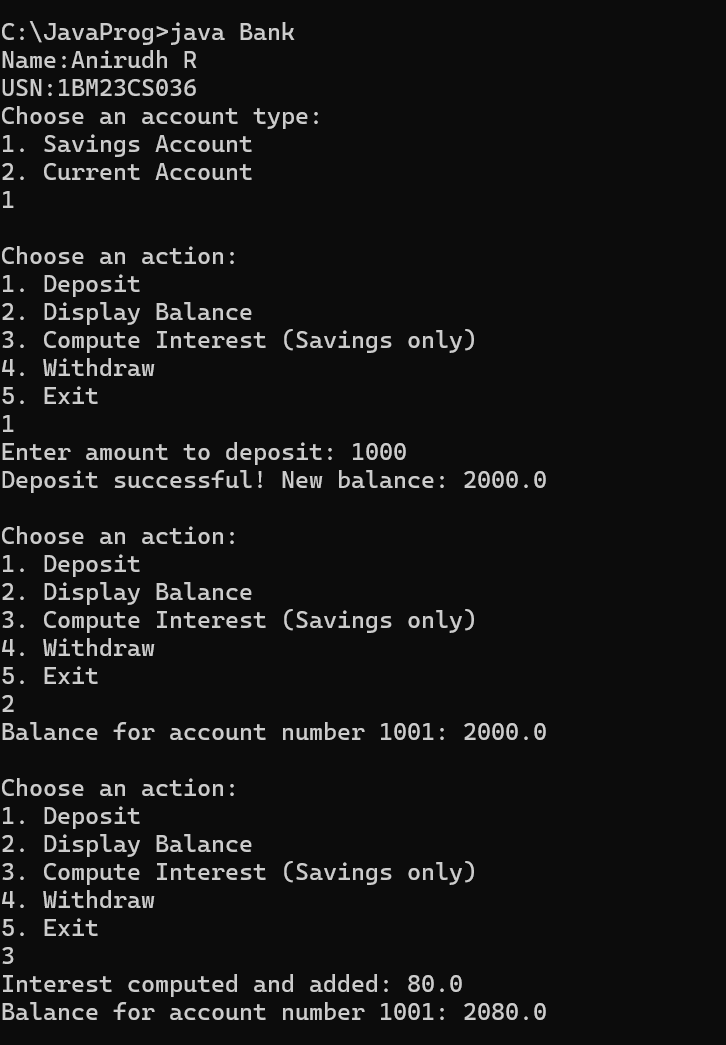 C:\JavaProg>java Bank
Name:Anirudh R
USN:1BM23CS036
Choose an account type:
1. Savings Account
2. Current Account
1
Choose an action:
1. Deposit
2. Display Balance
3. Compute Interest (Savings only)
4. Withdraw
5. Exit
1
Enter amount to deposit: 1000
Deposit successful! New balance: 2000.0
Choose an action:
1. Deposit
2. Display Balance
3. Compute Interest (Savings only)
4. Withdraw
5. Exit
2
Balance for account number 1001: 2000.0
Choose an action:
1. Deposit
2. Display Balance
3. Compute Interest (Savings only)
4. Withdraw
5. Exit
3
Interest computed and added: 80.0
Balance for account number 1001: 2080.0